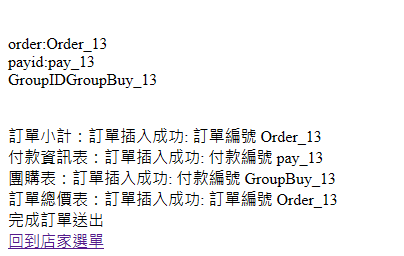 order:Order_13
payid:pay_13
GroupIDGroupBuy_13
訂單小計：訂單插入成功: 訂單編號 Order_13
付款資訊表：訂單插入成功: 付款編號 pay_13
團購表：訂單插入成功: 付款編號 GroupBuy_13
訂單總價表：訂單插入成功: 訂單編號 Order_13
完成訂單送出
回到店家選單